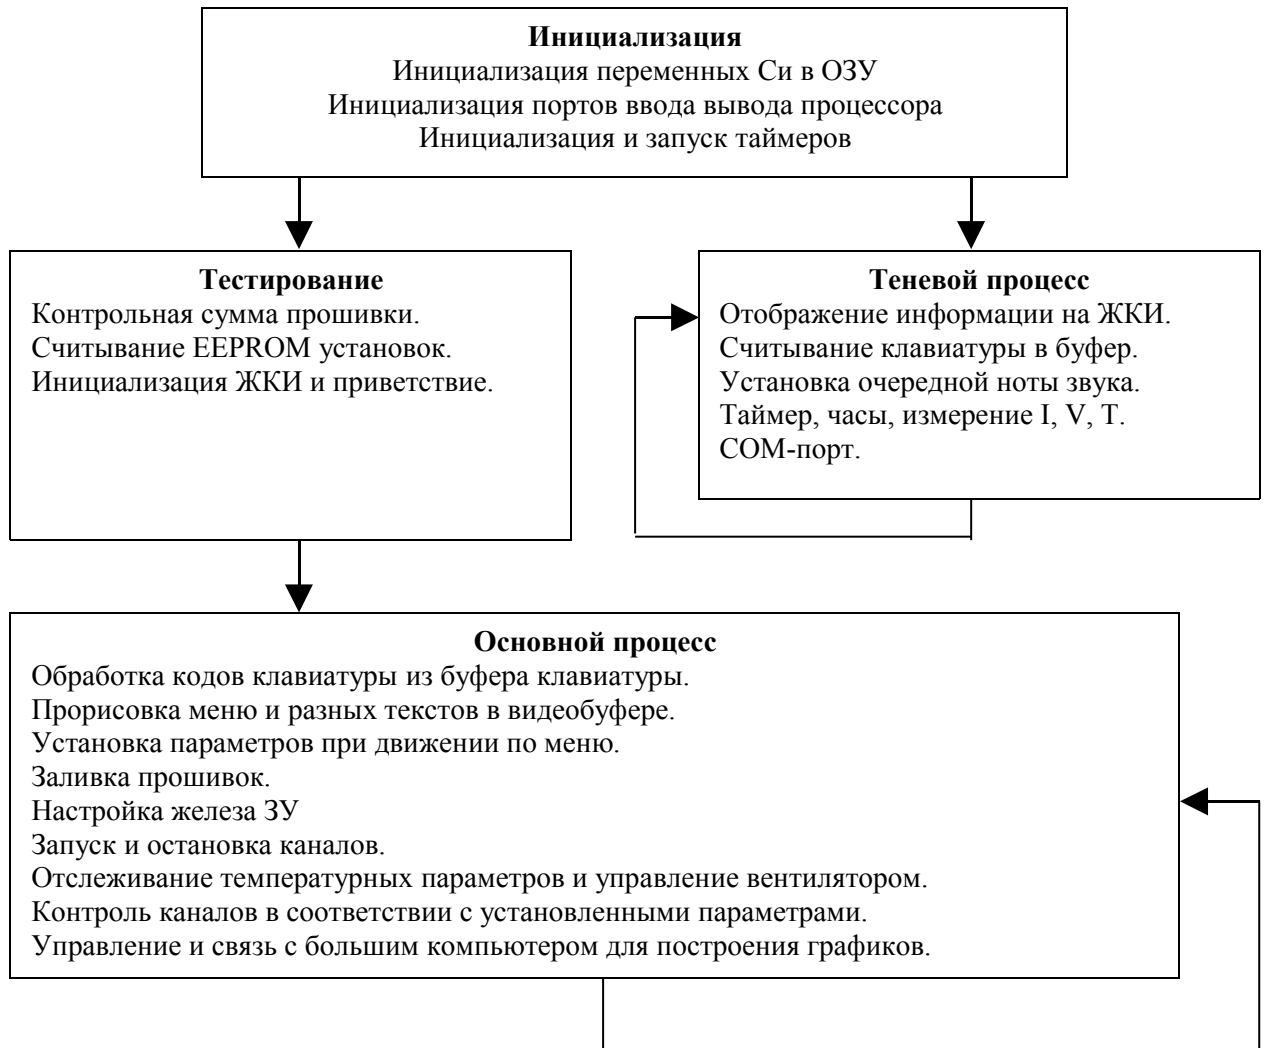 Инициализация
Инициализация переменных Си в ОЗУ
Инициализация портов ввода вывода процессора
Инициализация и запуск таймеров
Тестирование
Контрольная сумма прошивки.
Считывание EEPROM установок.
Инициализация ЖКИ и приветствие.
Теневой процесс
Отображение информации на ЖКИ.
Считывание клавиатуры в буфер.
Установка очередной ноты звука.
Таймер, часы, измерение I, V, T.
COM-порт.
Основной процесс
Обработка кодов клавиатуры из буфера клавиатуры.
Прорисовка меню и разных текстов в видеобуфере.
Установка параметров при движении по меню.
Заливка прошивок.
Настройка железа ЗУ
Запуск и остановка каналов.
Отслеживание температурных параметров и управление вентилятором.
Контроль каналов в соответствии с установленными параметрами.
Управление и связь с большим компьютером для построения графиков.